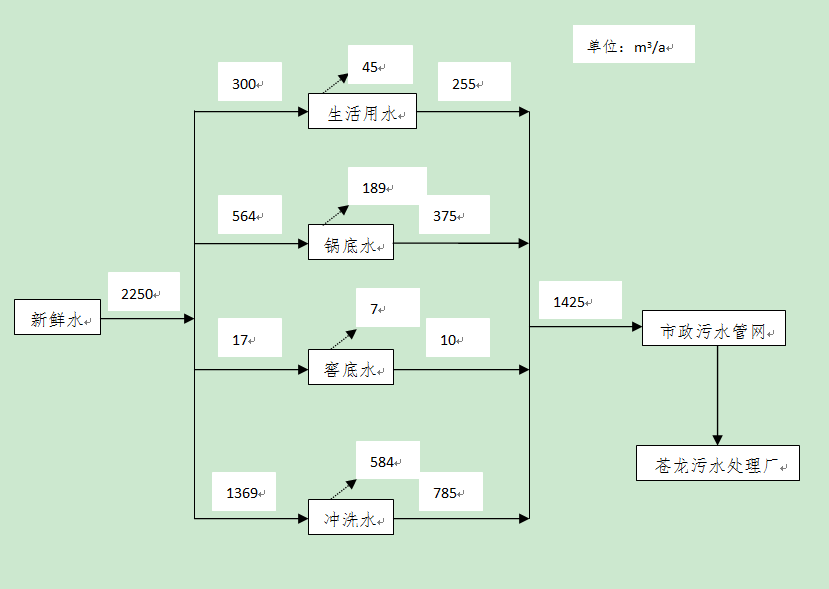 单位：m³/a
45
300
255
生活用水
189
564
375
锅底水
2250
新鲜水
7
1425
17
10
市政污水管网
窖底水
584
苍龙污水处理厂
1369
785
冲洗水